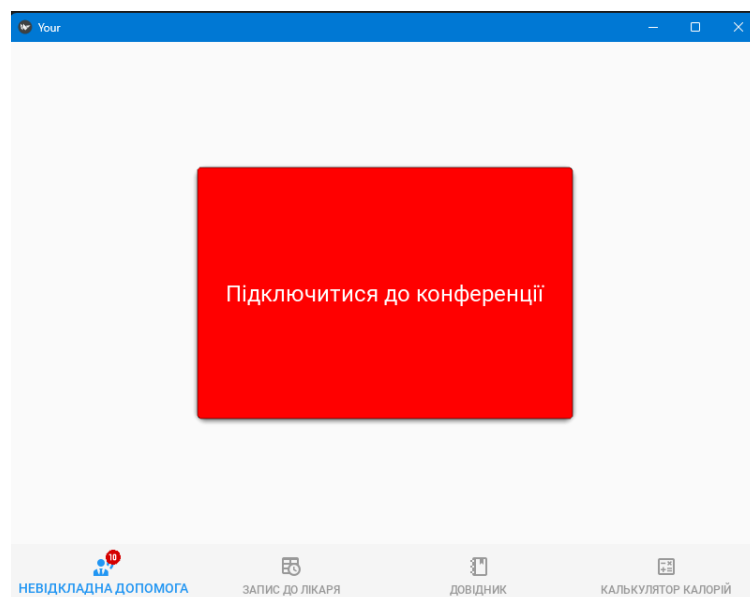 Your
Підключитися до конференції
10
НЕВІДКЛАДНА ДОПОМОГА
ЗАПИС ДО ЛІКАРЯ
ДОВІДНИК
КАЛЬКУЛЯТОР КАЛОРІЙ